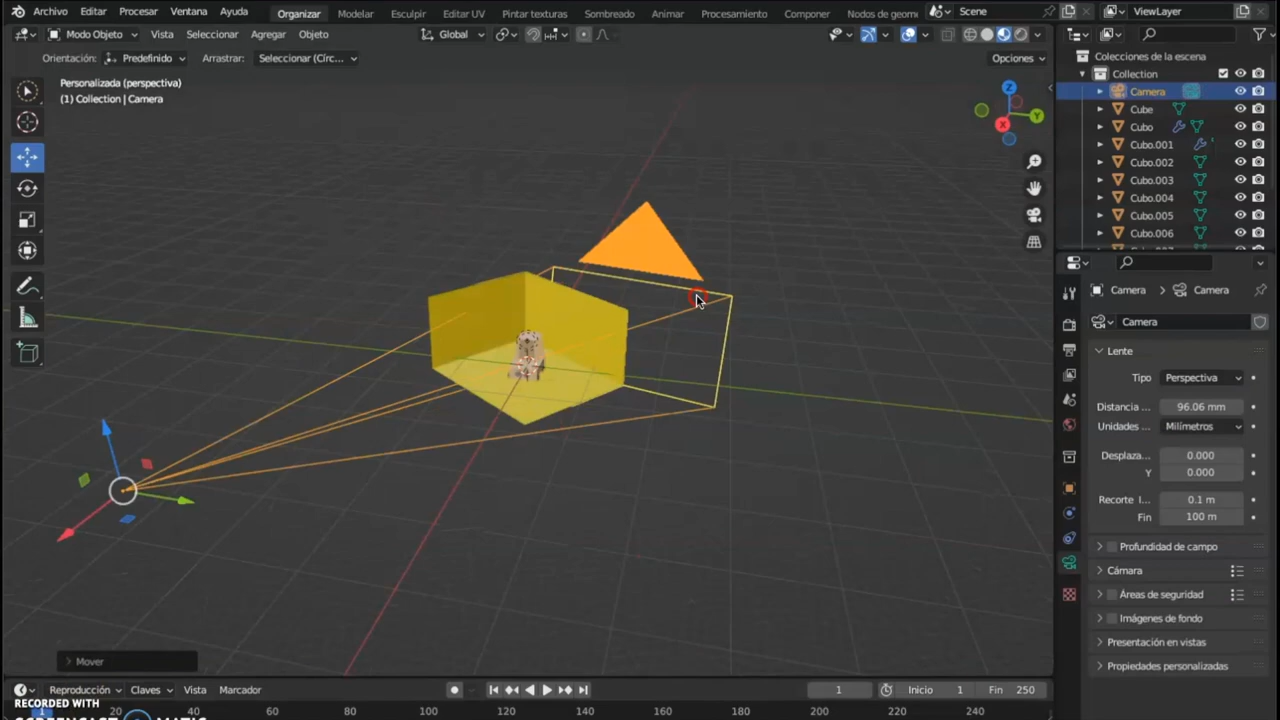 Archivo Editar Procesar Ventana Ayuda Organizar Modelar Esculpir Editar UV Pintar texturas Sombreado Animar Procesamiento Componer Nodos de geom Scene ViewLayer
Modo Objeto Vista Seleccionar Agregar Objeto Global
Orientación: Predefinido Arrastrar: Seleccionar (Círc... Opciones
Personalizada (perspectiva)
(1) Collection | Camera
Z
Y
X
Colecciones de la escena
Collection
Camera
Cube
Cubo
Cubo.001
Cubo.002
Cubo.003
Cubo.004
Cubo.005
Cubo.006
Camera Camera
Camera
Lente
Tipo Perspectiva
Distancia ... 96.06 mm
Unidades ... Milímetros
Desplaza... 0.000
Y 0.000
Recorte I... 0.1 m
Fin 100 m
Profundidad de campo
Cámara
Áreas de seguridad
Imágenes de fondo
Presentación en vistas
Propiedades personalizadas
Mover
Reproducción Claves Vista Marcador 1 Inicio 1 Fin 250
RECORDED WITH
1 20 40 60 80 100 120 140 160 180 200 220 240